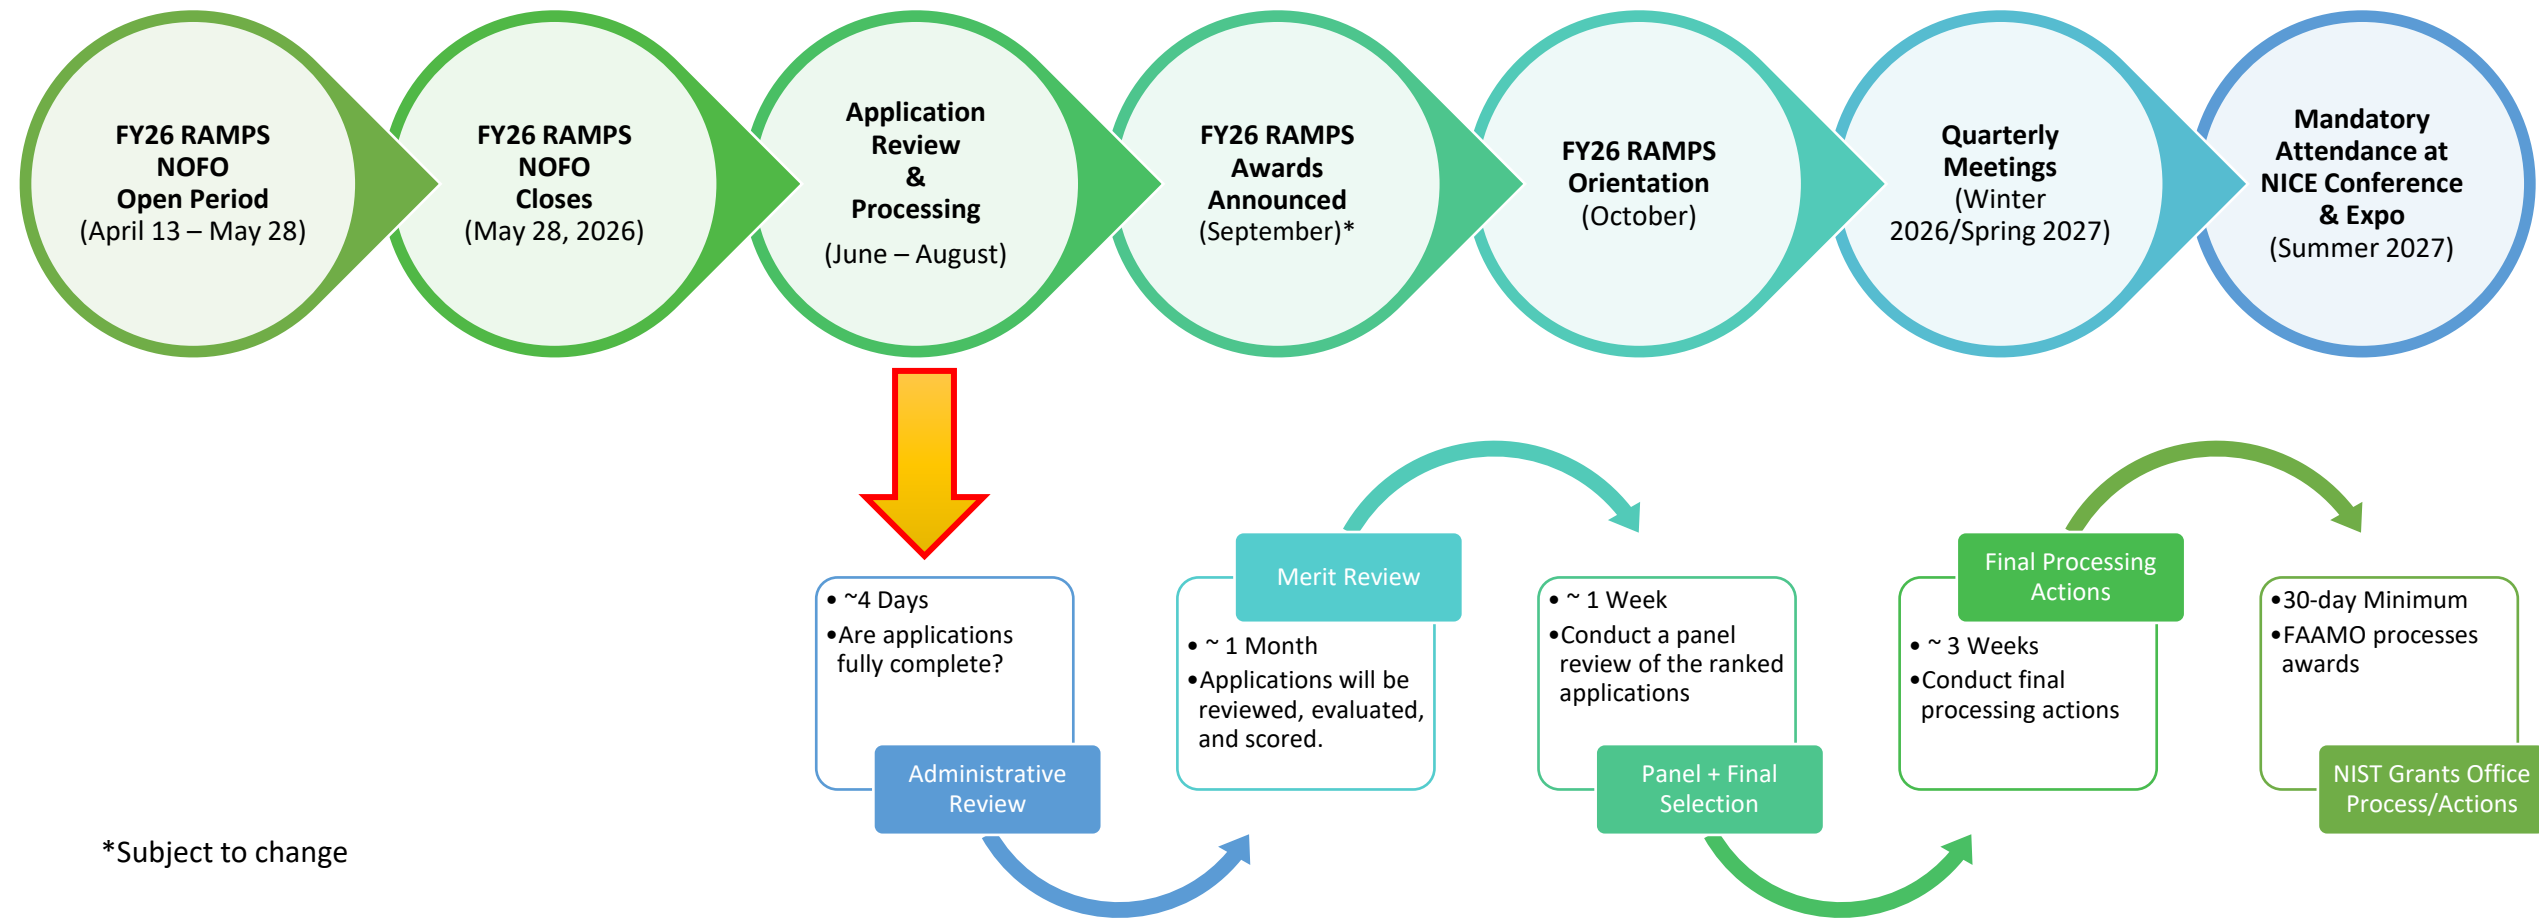 FY26 RAMPS
NOFO
Open Period
(April 13 – May 28)
FY26 RAMPS
NOFO
Closes
(May 28, 2026)
Application
Review
&
Processing
(June – August)
FY26 RAMPS
Awards
Announced
(September)*
FY26 RAMPS
Orientation
(October)
Quarterly
Meetings
(Winter
2026/Spring 2027)
Mandatory
Attendance at
NICE Conference
& Expo
(Summer 2027)
• ~4 Days
•Are applications
fully complete?
Administrative
Review
Merit Review
• ~ 1 Month
•Applications will be
reviewed, evaluated,
and scored.
• ~ 1 Week
•Conduct a panel
review of the ranked
applications
Panel + Final
Selection
Final Processing
Actions
• ~ 3 Weeks
•Conduct final
processing actions
•30-day Minimum
•FAAMO processes
awards
NIST Grants Office
Process/Actions
*Subject to change